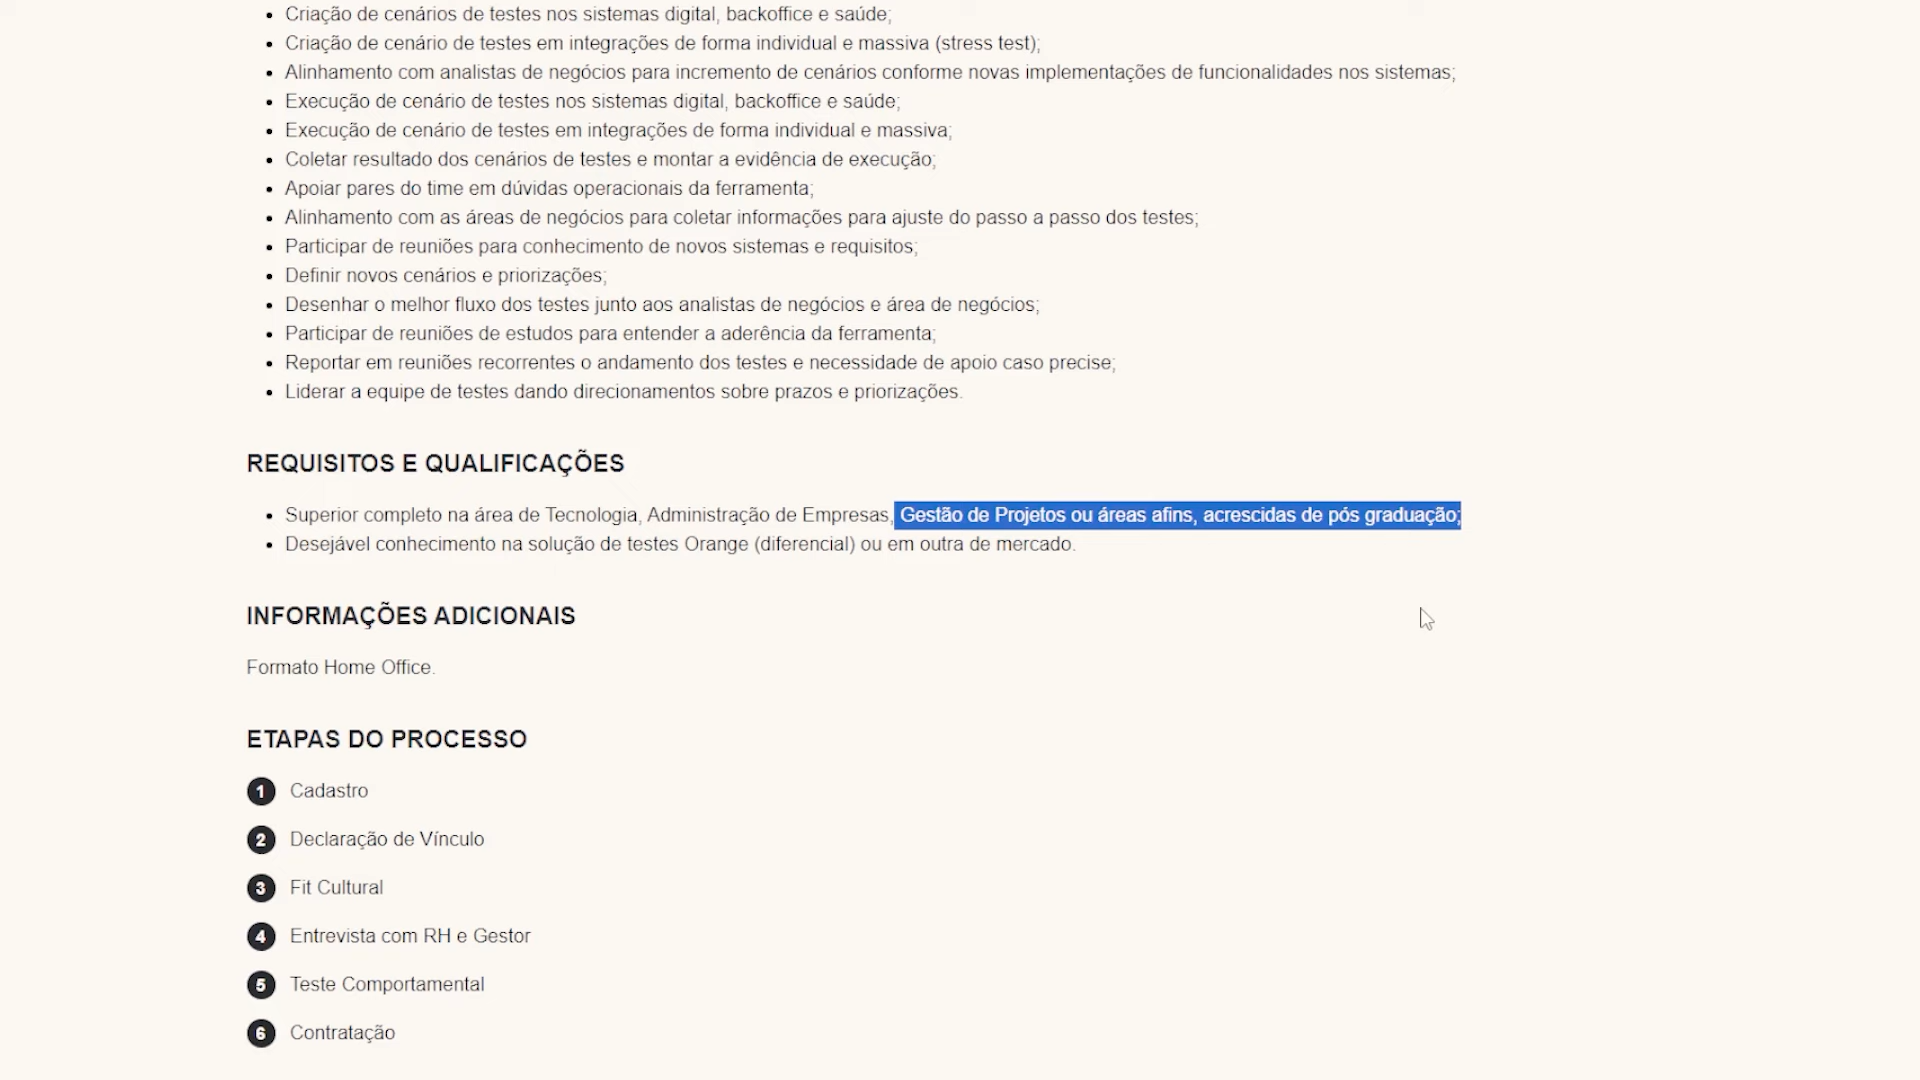 Criação de cenários de testes nos sistemas digital, backoffice e saúde;
Criação de cenário de testes em integrações de forma individual e massiva (stress test);
Alinhamento com analistas de negócios para incremento de cenários conforme novas implementações de funcionalidades nos sistemas;
Execução de cenário de testes nos sistemas digital, backoffice e saúde;
Execução de cenário de testes em integrações de forma individual e massiva;
Coletar resultado dos cenários de testes e montar a evidência de execução;
Apoiar pares do time em dúvidas operacionais da ferramenta;
Alinhamento com as áreas de negócios para coletar informações para ajuste do passo a passo dos testes;
Participar de reuniões para conhecimento de novos sistemas e requisitos;
Definir novos cenários e priorizações;
Desenhar o melhor fluxo dos testes junto aos analistas de negócios e área de negócios;
Participar de reuniões de estudos para entender a aderência da ferramenta;
Reportar em reuniões recorrentes o andamento dos testes e necessidade de apoio caso precise;
Liderar a equipe de testes dando direcionamentos sobre prazos e priorizações.
REQUISITOS E QUALIFICAÇÕES
Superior completo na área de Tecnologia, Administração de Empresas, Gestão de Projetos ou áreas afins, acrescidas de pós graduação;
Desejável conhecimento na solução de testes Orange (diferencial) ou em outra de mercado.
INFORMAÇÕES ADICIONAIS
Formato Home Office.
ETAPAS DO PROCESSO
1 Cadastro
2 Declaração de Vínculo
3 Fit Cultural
4 Entrevista com RH e Gestor
5 Teste Comportamental
6 Contratação